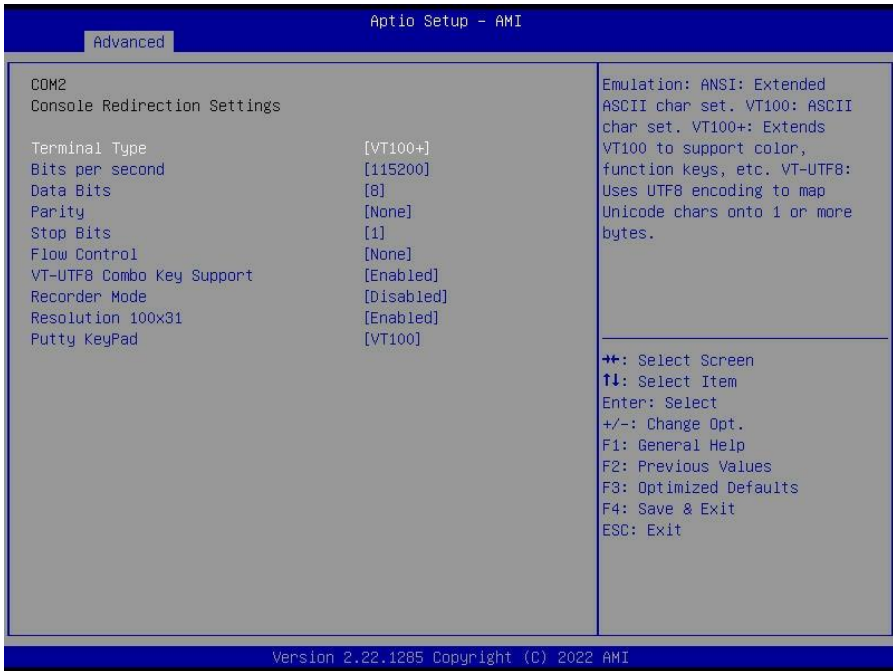 Aptio Setup - AMI
Advanced
COM2
Console Redirection Settings
Terminal Type [VT100+]
Bits per second [115200]
Data Bits [8]
Parity [None]
Stop Bits [1]
Flow Control [None]
VT-UTF8 Combo Key Support [Enabled]
Recorder Mode [Disabled]
Resolution 100x31 [Enabled]
Putty KeyPad [VT100]
Emulation: ANSI: Extended
ASCII char set. VT100: ASCII
char set. VT100+: Extends
VT100 to support color,
function keys, etc. VT-UTF8:
Uses UTF8 encoding to map
Unicode chars onto 1 or more
bytes.
→←: Select Screen
↑↓: Select Item
Enter: Select
+/-: Change Opt.
F1: General Help
F2: Previous Values
F3: Optimized Defaults
F4: Save & Exit
ESC: Exit
Version 2.22.1285 Copyright (C) 2022 AMI